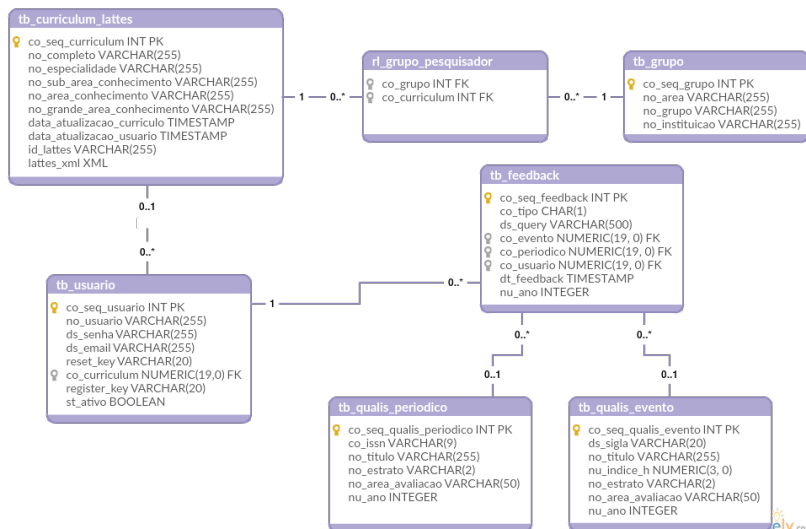 tb_curriculum_lattes
co_seq_curriculum INT PK
no_completo VARCHAR(255)
no_especialidade VARCHAR(255)
no_sub_area_conhecimento VARCHAR(255)
no_area_conhecimento VARCHAR(255)
no_grande_area_conhecimento VARCHAR(255)
data_atualizacao_curriculo TIMESTAMP
data_atualizacao_usuario TIMESTAMP
id_lattes VARCHAR(255)
lattes_xml XML
1
0..*
rl_grupo_pesquisador
co_grupo INT FK
co_curriculum INT FK
0..*
1
tb_grupo
co_seq_grupo INT PK
no_area VARCHAR(255)
no_grupo VARCHAR(255)
no_instituicao VARCHAR(255)
0..1
0..*
tb_feedback
co_seq_feedback INT PK
co_tipo CHAR(1)
ds_query VARCHAR(500)
co_evento NUMERIC(19, 0) FK
co_periodico NUMERIC(19, 0) FK
co_usuario NUMERIC(19, 0) FK
dt_feedback TIMESTAMP
nu_ano INTEGER
tb_usuario
co_seq_usuario INT PK
no_usuario VARCHAR(255)
ds_senha VARCHAR(255)
ds_email VARCHAR(255)
reset_key VARCHAR(20)
co_curriculum NUMERIC(19,0) FK
register_key VARCHAR(20)
st_ativo BOOLEAN
1
0..*
0..*
0..*
0..1
0..1
tb_qualis_periodico
co_seq_qualis_periodico INT PK
co_issn VARCHAR(9)
no_titulo VARCHAR(255)
no_estrato VARCHAR(2)
no_area_avaliacao VARCHAR(50)
nu_ano INTEGER
tb_qualis_evento
co_seq_qualis_evento INT PK
ds_sigla VARCHAR(20)
no_titulo VARCHAR(255)
nu_indice_h NUMERIC(3, 0)
no_estrato VARCHAR(2)
no_area_avaliacao VARCHAR(50)
nu_ano INTEGER